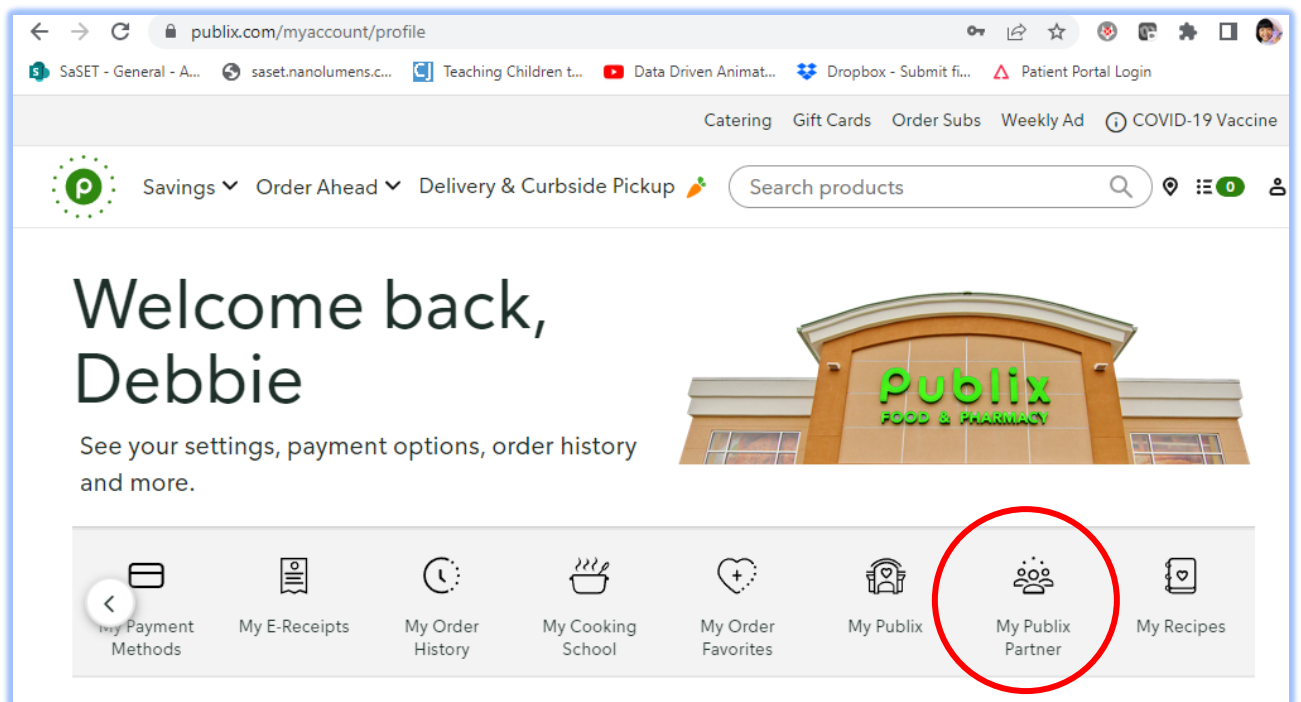 publix.com/myaccount/profile
SaSET - General - A... saset.nanolumens.c... Teaching Children t... Data Driven Animat... Dropbox - Submit fi... Patient Portal Login
Catering Gift Cards Order Subs Weekly Ad COVID-19 Vaccine
Savings Order Ahead Delivery & Curbside Pickup Search products 0
Welcome back,
Debbie
See your settings, payment options, order history
and more.
Publix
FOOD & PHARMACY
My Payment
Methods
My E-Receipts
My Order
History
My Cooking
School
My Order
Favorites
My Publix
My Publix
Partner
My Recipes